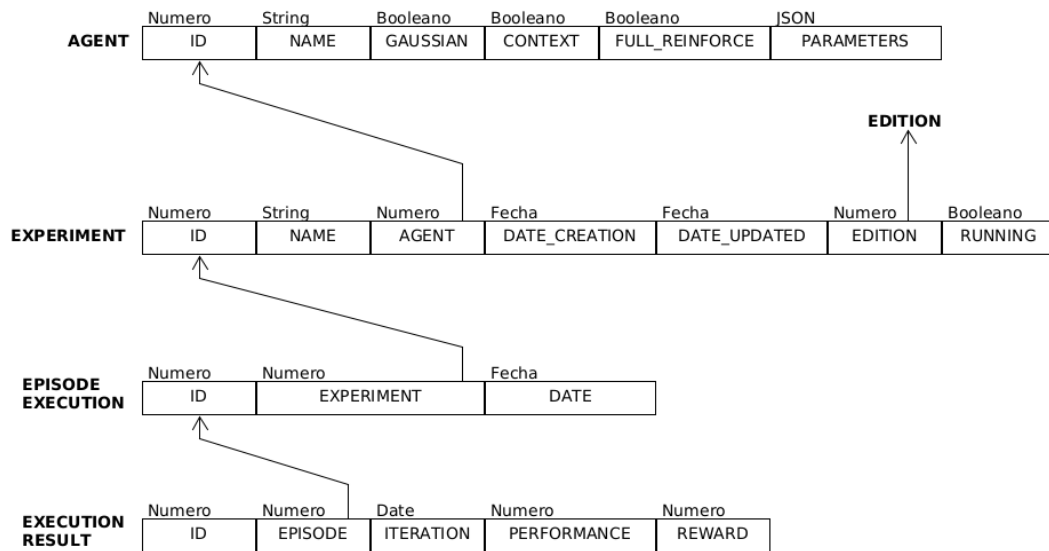 Numero String Booleano Booleano Booleano JSON
AGENT ID NAME GAUSSIAN CONTEXT FULL_REINFORCE PARAMETERS
EDITION
Numero String Numero Fecha Fecha Numero Booleano
EXPERIMENT ID NAME AGENT DATE_CREATION DATE_UPDATED EDITION RUNNING
Numero Numero Fecha
EPISODE
EXECUTION ID EXPERIMENT DATE
Numero Numero Date Numero Numero
EXECUTION
RESULT ID EPISODE ITERATION PERFORMANCE REWARD